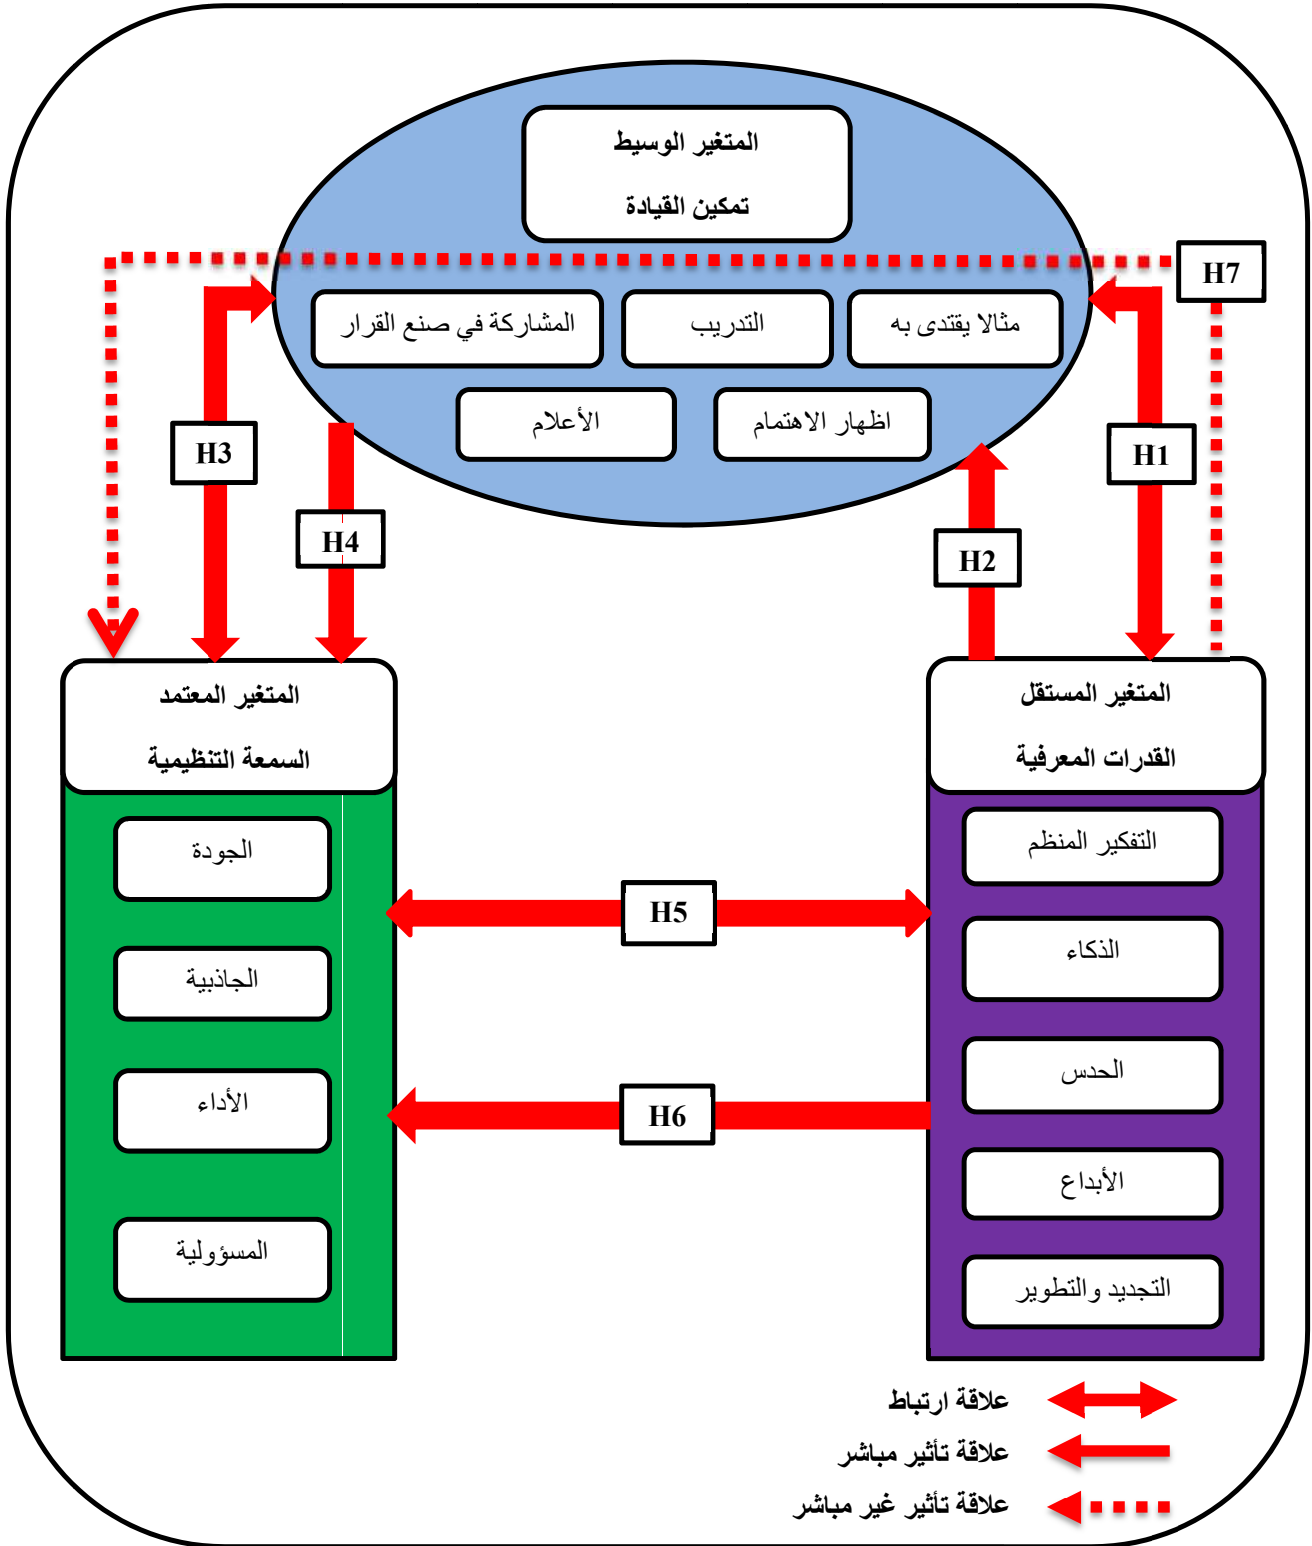 المتغير الوسيط
تمكين القيادة
H7
مثالا يقتدى به
التدريب
المشاركة في صنع القرار
اظهار الاهتمام
الأعلام
H1
H3
H2
H4
المتغير المستقل
القدرات المعرفية
التفكير المنظم
الذكاء
الحدس
الأبداع
التجديد والتطوير
المتغير المعتمد
السمعة التنظيمية
الجودة
الجاذبية
الأداء
المسؤولية
H5
H6
علاقة ارتباط
علاقة تأثير مباشر
علاقة تأثير غير مباشر